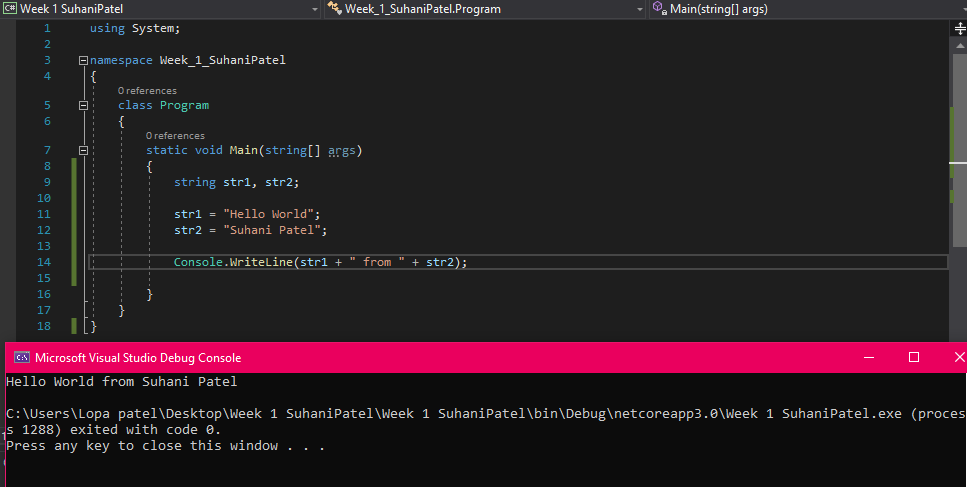 C# Week 1 SuhaniPatel Week_1_SuhaniPatel.Program Main(string[] args)
1 using System;
2
3 namespace Week_1_SuhaniPatel
4 {
0 references
5 class Program
6 {
0 references
7 static void Main(string[] args)
8 {
9 string str1, str2;
10
11 str1 = "Hello World";
12 str2 = "Suhani Patel";
13
14 Console.WriteLine(str1 + " from " + str2);
15
16 }
17 }
18 }
C:\ Microsoft Visual Studio Debug Console
Hello World from Suhani Patel
C:\Users\Lopa patel\Desktop\Week 1 SuhaniPatel\Week 1 SuhaniPatel\bin\Debug\netcoreapp3.0\Week 1 SuhaniPatel.exe (proces
s 1288) exited with code 0.
Press any key to close this window . . .